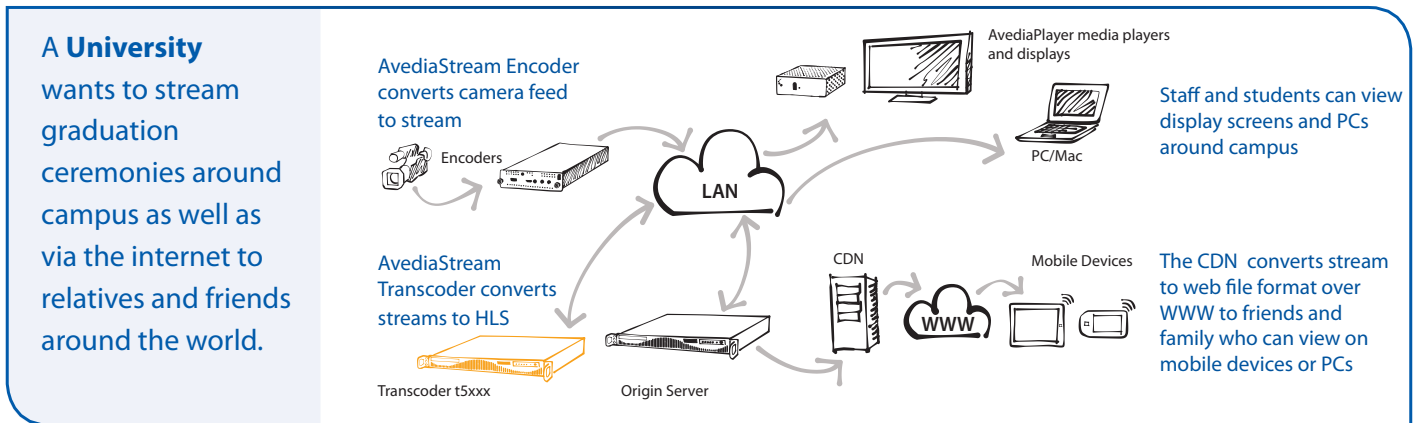 A University
wants to stream
graduation
ceremonies around
campus as well as
via the internet to
relatives and friends
around the world.
AvediaStream Encoder
converts camera feed
to stream
Encoders
LAN
AvediaPlayer media players
and displays
PC/Mac
Staff and students can view
display screens and PCs
around campus
AvediaStream
Transcoder converts
streams to HLS
Transcoder t5xxx
Origin Server
CDN
WWW
Mobile Devices
The CDN converts stream
to web file format over
WWW to friends and
family who can view on
mobile devices or PCs